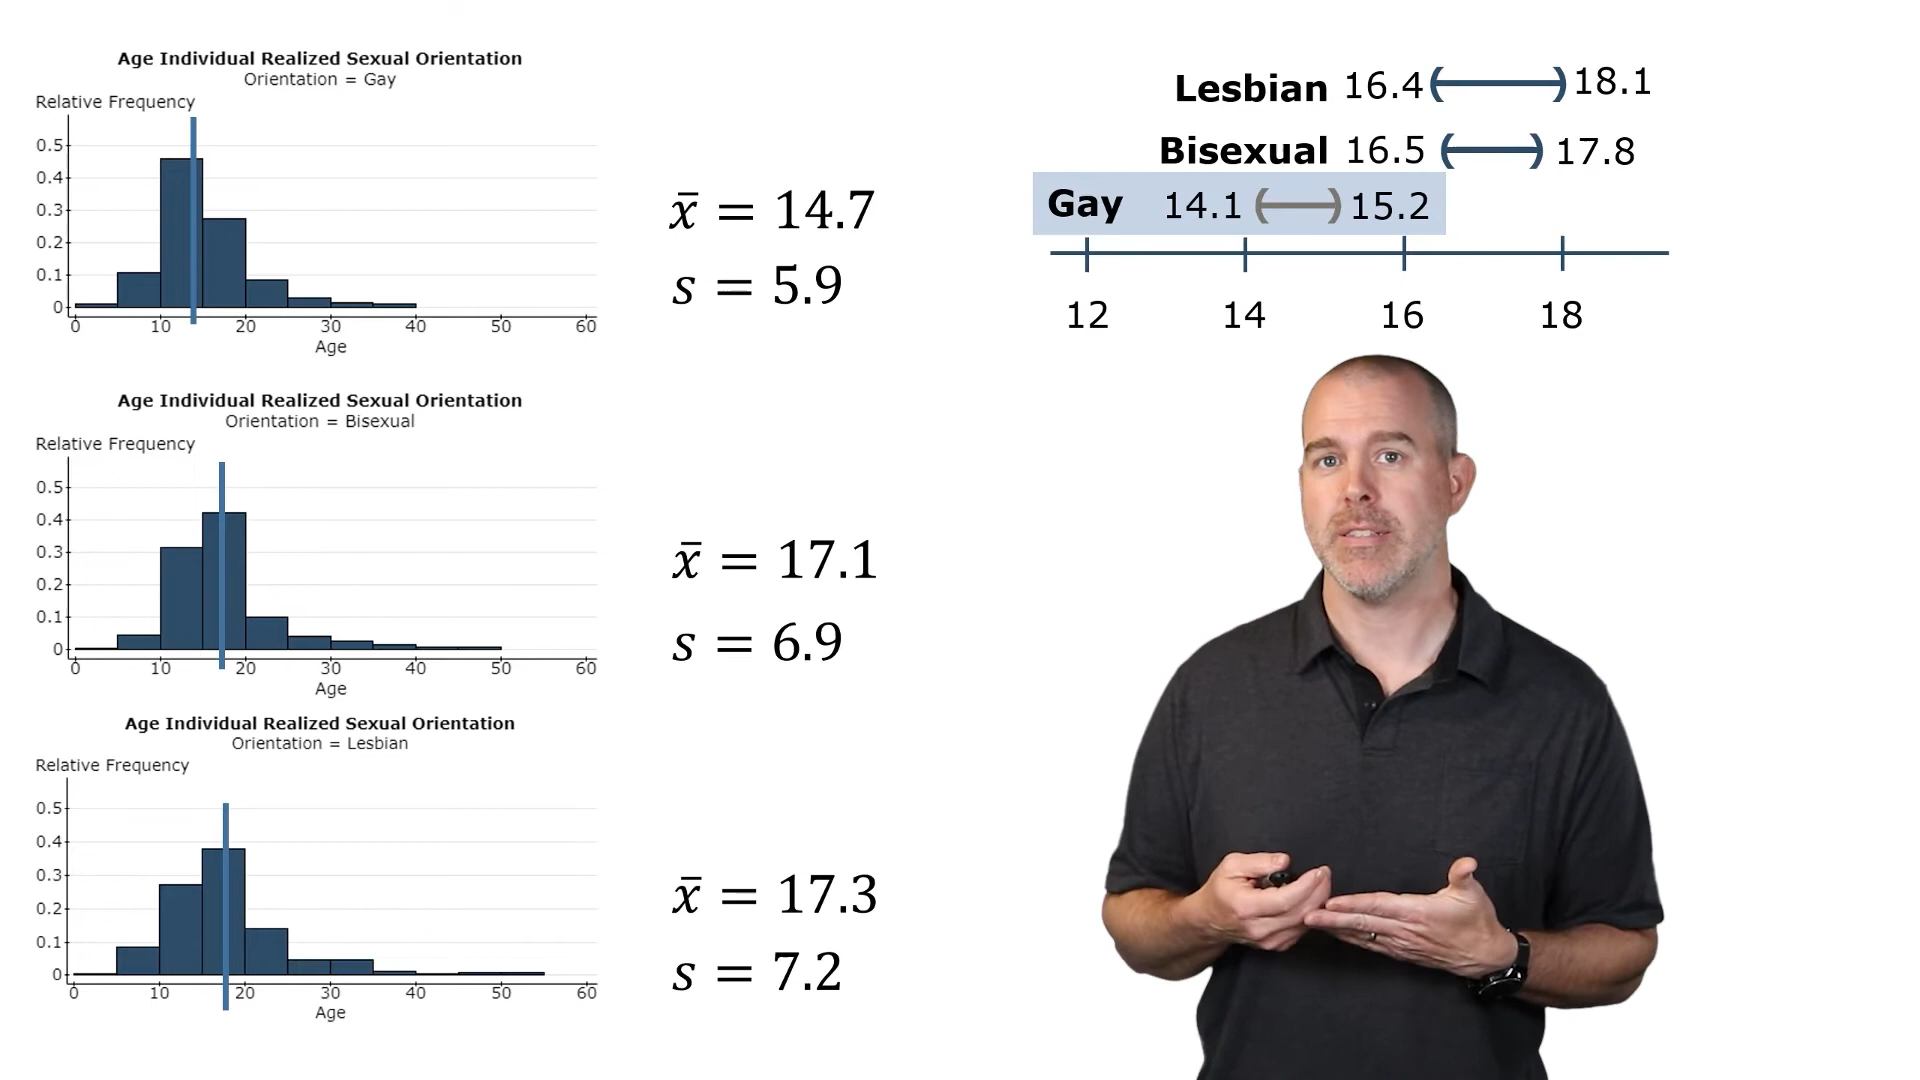 Age Individual Realized Sexual Orientation
Orientation = Gay
Relative Frequency
0.5
0.4
0.3
0.2
0.1
0
0 10 20 30 40 50 60
Age
x̄ = 14.7
s = 5.9
Age Individual Realized Sexual Orientation
Orientation = Bisexual
Relative Frequency
0.5
0.4
0.3
0.2
0.1
0
0 10 20 30 40 50 60
Age
x̄ = 17.1
s = 6.9
Age Individual Realized Sexual Orientation
Orientation = Lesbian
Relative Frequency
0.5
0.4
0.3
0.2
0.1
0
0 10 20 30 40 50 60
Age
x̄ = 17.3
s = 7.2
Lesbian 16.4 ( ) 18.1
Bisexual 16.5 ( ) 17.8
Gay 14.1 ( ) 15.2
12 14 16 18